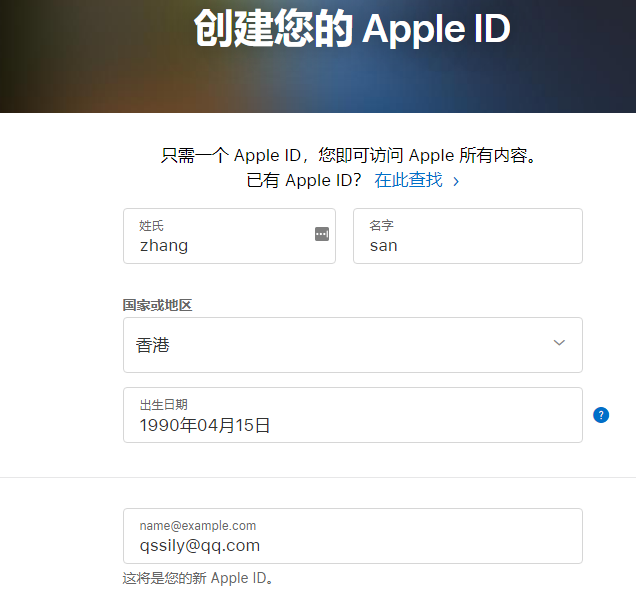 创建您的 Apple ID
只需一个 Apple ID，您即可访问 Apple 所有内容。
已有 Apple ID？ 在此查找 ›
姓氏 名字
zhang san
国家或地区
香港
出生日期
1990年04月15日
?
name@example.com
qssily@qq.com
这将是您的新 Apple ID。